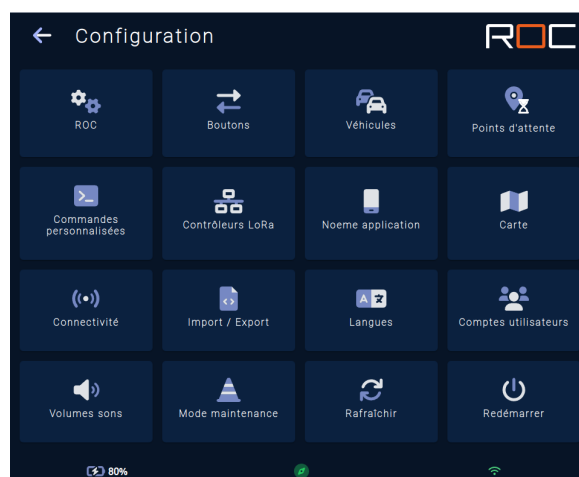 Configuration
ROC
ROC
Boutons
Véhicules
Points d'attente
Commandes
personnalisées
Contrôleurs LoRa
Noeme application
Carte
Connectivité
Import / Export
A
Langues
Comptes utilisateurs
Volumes sons
Mode maintenance
Rafraîchir
Redémarrer
80%